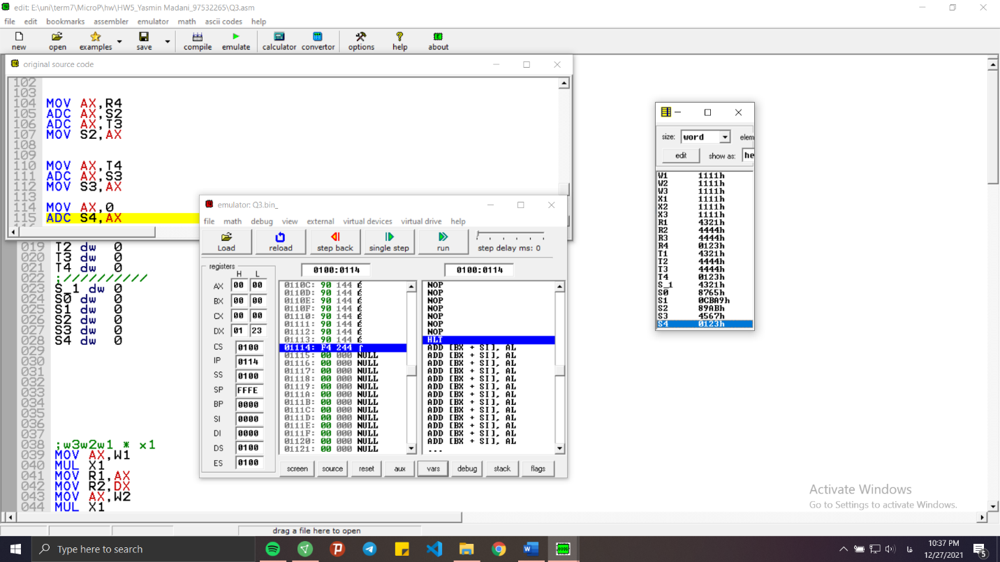 edit: E:\uni\term7\MicroP\hw\HW5_Yasmin Madani_97532265\Q3.asm
file edit bookmarks assembler emulator math ascii codes help
new open examples save compile emulate calculator convertor options help about
original source code
102
103
104 MOV AX,R4
105 ADC AX,S2
106 ADC AX,T3
107 MOV S2,AX
108
109
110 MOV AX,T4
111 ADC AX,S3
112 MOV S3,AX
113
114 MOV AX,0
115 ADC S4,AX
019 T2 dw 0
020 T3 dw 0
021 T4 dw 0
022 ;///////////
023 S_1 dw 0
024 S0 dw 0
025 S1 dw 0
026 S2 dw 0
027 S3 dw 0
028 S4 dw 0
029
030
031
032
033
034
035
036
037
038 ;w3w2w1 * x1
039 MOV AX,W1
040 MUL X1
041 MOV R1,AX
042 MOV R2,DX
043 MOV AX,W2
044 MUL X1
emulator: Q3.bin_
file math debug view external virtual devices virtual drive help
Load reload step back single step run step delay ms: 0
registers
H L
AX 00 00
BX 00 00
CX 00 00
DX 01 23
CS 0100
IP 0114
SS 0100
SP FFFE
BP 0000
SI 0000
DI 0000
DS 0100
ES 0100
0100:0114
0110C: 90 144 É
0110D: 90 144 É
0110E: 90 144 É
0110F: 90 144 É
01110: 90 144 É
01111: 90 144 É
01112: 90 144 É
01113: 90 144 É
01114: F4 244 ⌠
01115: 00 000 NULL
01116: 00 000 NULL
01117: 00 000 NULL
01118: 00 000 NULL
01119: 00 000 NULL
0111A: 00 000 NULL
0111B: 00 000 NULL
0111C: 00 000 NULL
0111D: 00 000 NULL
0111E: 00 000 NULL
0111F: 00 000 NULL
01120: 00 000 NULL
01121: 00 000 NULL
0100:0114
NOP
NOP
NOP
NOP
NOP
NOP
NOP
HLT
ADD [BX + SI], AL
ADD [BX + SI], AL
ADD [BX + SI], AL
ADD [BX + SI], AL
ADD [BX + SI], AL
ADD [BX + SI], AL
ADD [BX + SI], AL
ADD [BX + SI], AL
ADD [BX + SI], AL
ADD [BX + SI], AL
ADD [BX + SI], AL
ADD [BX + SI], AL
ADD [BX + SI], AL
...
screen source reset aux vars debug stack flags
size: word elem
edit show as: he
W1 1111h
W2 1111h
W3 1111h
X1 1111h
X2 1111h
X3 1111h
R1 4321h
R2 4444h
R3 4444h
R4 0123h
T1 4321h
T2 4444h
T3 4444h
T4 0123h
S_1 4321h
S0 8765h
S1 0CBA9h
S2 89ABh
S3 4567h
S4 0123h
Activate Windows
Go to Settings to activate Windows.
drag a file here to open
Type here to search
فا
10:37 PM
12/27/2021
5